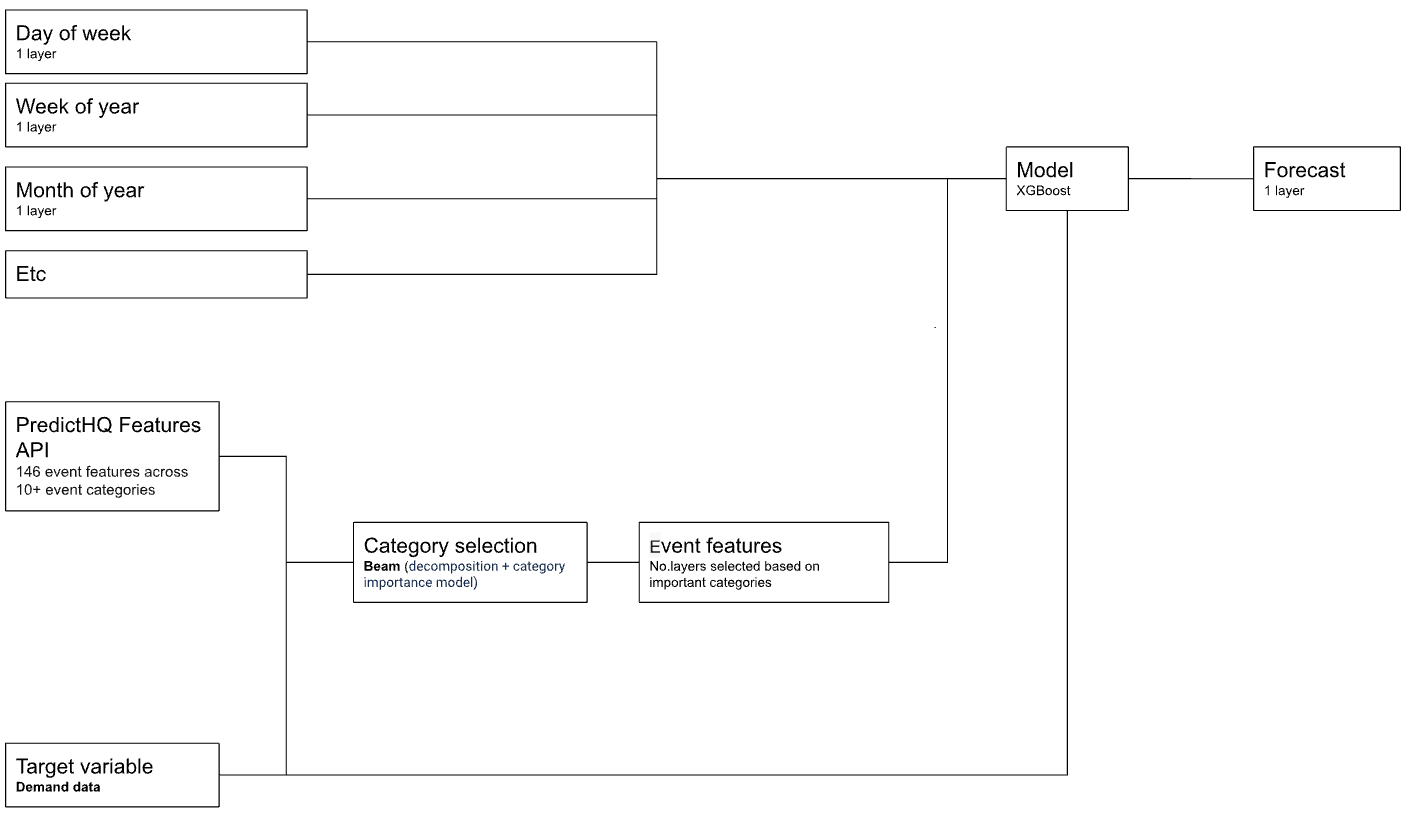 Day of week
1 layer
Week of year
1 layer
Month of year
1 layer
Etc
Model
XGBoost
Forecast
1 layer
PredictHQ Features
API
146 event features across
10+ event categories
Category selection
Beam (decomposition + category
importance model)
Event features
No.layers selected based on
important categories
Target variable
Demand data